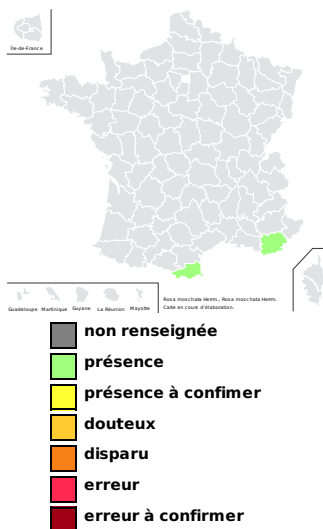 Île-de-France
Guadeloupe Martinique Guyane La Réunion Mayotte
Rosa moschata Herrm., Rosa moschata Herrm.
Carte en cours d'élaboration.
non renseignée
présence
présence à confimer
douteux
disparu
erreur
erreur à confirmer